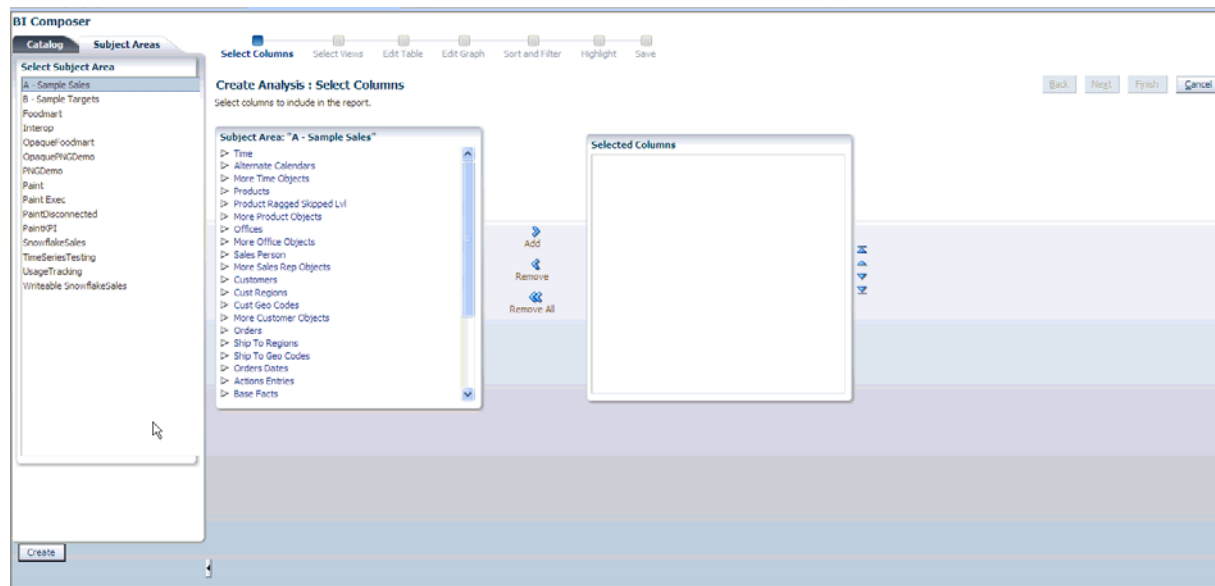 BI Composer
Catalog Subject Areas
Select Subject Area
A - Sample Sales
B - Sample Targets
Foodmart
Interop
OpaqueFoodmart
OpaquePNGDemo
PNGDemo
Paint
Paint Exec
PaintDisconnected
PaintKPI
SnowflakeSales
TimeSeriesTesting
UsageTracking
Writeable SnowflakeSales
Create
Select Columns Select Views Edit Table Edit Graph Sort and Filter Highlight Save
Create Analysis : Select Columns
Back Next Finish Cancel
Select columns to include in the report.
Subject Area: "A - Sample Sales"
Time
Alternate Calendars
More Time Objects
Products
Product Ragged Skipped Lvl
More Product Objects
Offices
More Office Objects
Sales Person
More Sales Rep Objects
Customers
Cust Regions
Cust Geo Codes
More Customer Objects
Orders
Ship To Regions
Ship To Geo Codes
Orders Dates
Actions Entries
Base Facts
Add
Remove
Remove All
Selected Columns